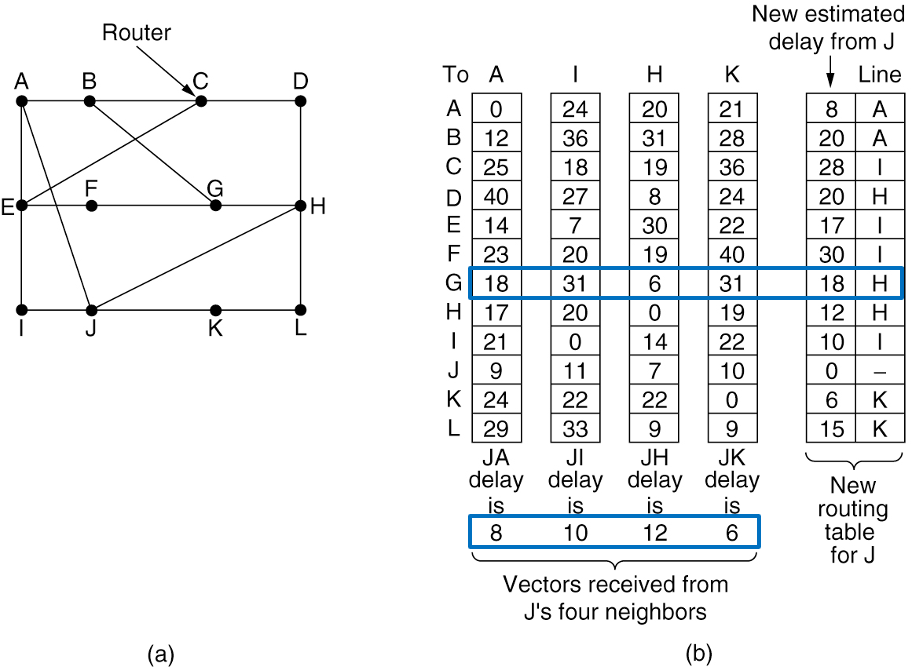 Router
A B C D
E F G H
I J K L
(a)
New estimated
delay from J
To A I H K Line
A 0 24 20 21 8 A
B 12 36 31 28 20 A
C 25 18 19 36 28 I
D 40 27 8 24 20 H
E 14 7 30 22 17 I
F 23 20 19 40 30 I
G 18 31 6 31 18 H
H 17 20 0 19 12 H
I 21 0 14 22 10 I
J 9 11 7 10 0 –
K 24 22 22 0 6 K
L 29 33 9 9 15 K
JA JI JH JK
delay delay delay delay
is is is is
8 10 12 6
New
routing
table
for J
Vectors received from
J's four neighbors
(b)